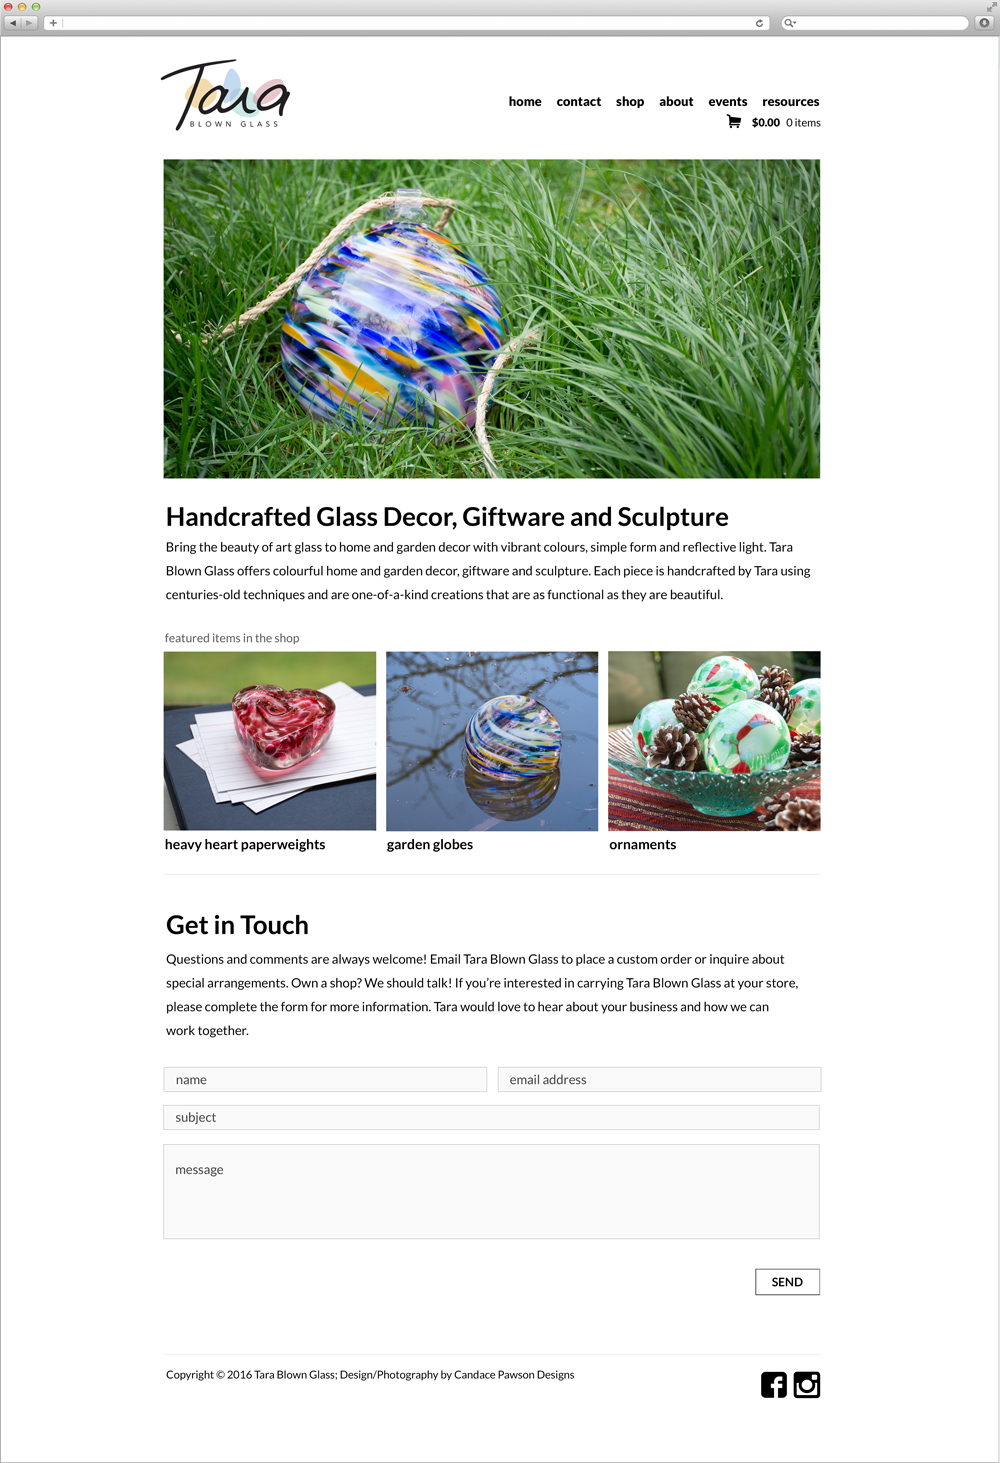 Tara
BLOWN GLASS
home contact shop about events resources
$0.00 0 items
Handcrafted Glass Decor, Giftware and Sculpture
Bring the beauty of art glass to home and garden decor with vibrant colours, simple form and reflective light. Tara
Blown Glass offers colourful home and garden decor, giftware and sculpture. Each piece is handcrafted by Tara using
centuries-old techniques and are one-of-a-kind creations that are as functional as they are beautiful.
featured items in the shop
heavy heart paperweights garden globes ornaments
Get in Touch
Questions and comments are always welcome! Email Tara Blown Glass to place a custom order or inquire about
special arrangements. Own a shop? We should talk! If you’re interested in carrying Tara Blown Glass at your store,
please complete the form for more information. Tara would love to hear about your business and how we can
work together.
name email address
subject
message
SEND
Copyright © 2016 Tara Blown Glass; Design/Photography by Candace Pawson Designs